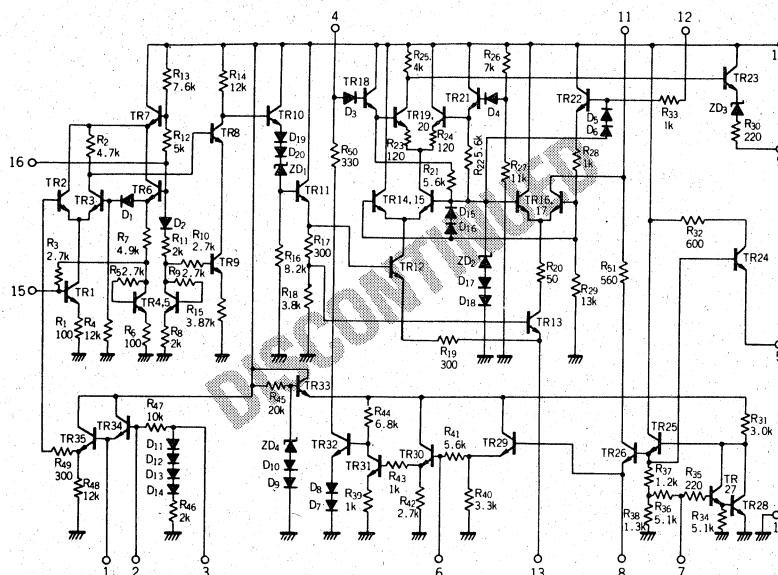 4
11
12
1
R13
7.6k
R14
12k
R25
4k
R26
7k
TR18
TR23
TR7
TR8
TR10
D3
TR19,
20
TR21
D4
TR22
D5
D6
R33
1k
ZD3
R30
220
R12
5k
D19
D20
ZD1
R2
4.7k
R50
330
R23
120
R24
120
R22 5.6k
R21
5.6k
R27
11k
R28
1k
16
TR2
TR3
TR6
D1
TR11
TR14, 15
TR16,
17
D2
D15
D16
R7
4.9k
R11
2k
R10
2.7k
R3
2.7k
R17
300
R32
600
TR24
R5 2.7k
R9 2.7k
TR9
R16
8.2k
TR12
ZD2
D17
D18
R20
50
R51
560
R29
13k
15
TR1
TR4,5
R15
3.87k
R18
3.8k
R1
100
R4
12k
R6
100
R8
2k
TR13
R19
300
DISCONTINUED
R45
20k
TR33
R47
10k
R44
6.8k
R31
3.0k
TR35
TR34
D11
D12
D13
D14
ZD4
D10
D9
TR32
TR31
TR30
R41
5.6k
TR29
TR26
TR25
R49
300
R48
12k
R46
2k
D8
D7
R39
1k
R43
1k
R42
2.7k
R40
3.3k
R37
1.2k
R35
220
TR
27
R38
1.3k
R36
5.1k
R34
5.1k
TR28
1
1
2
3
6
13
8
7